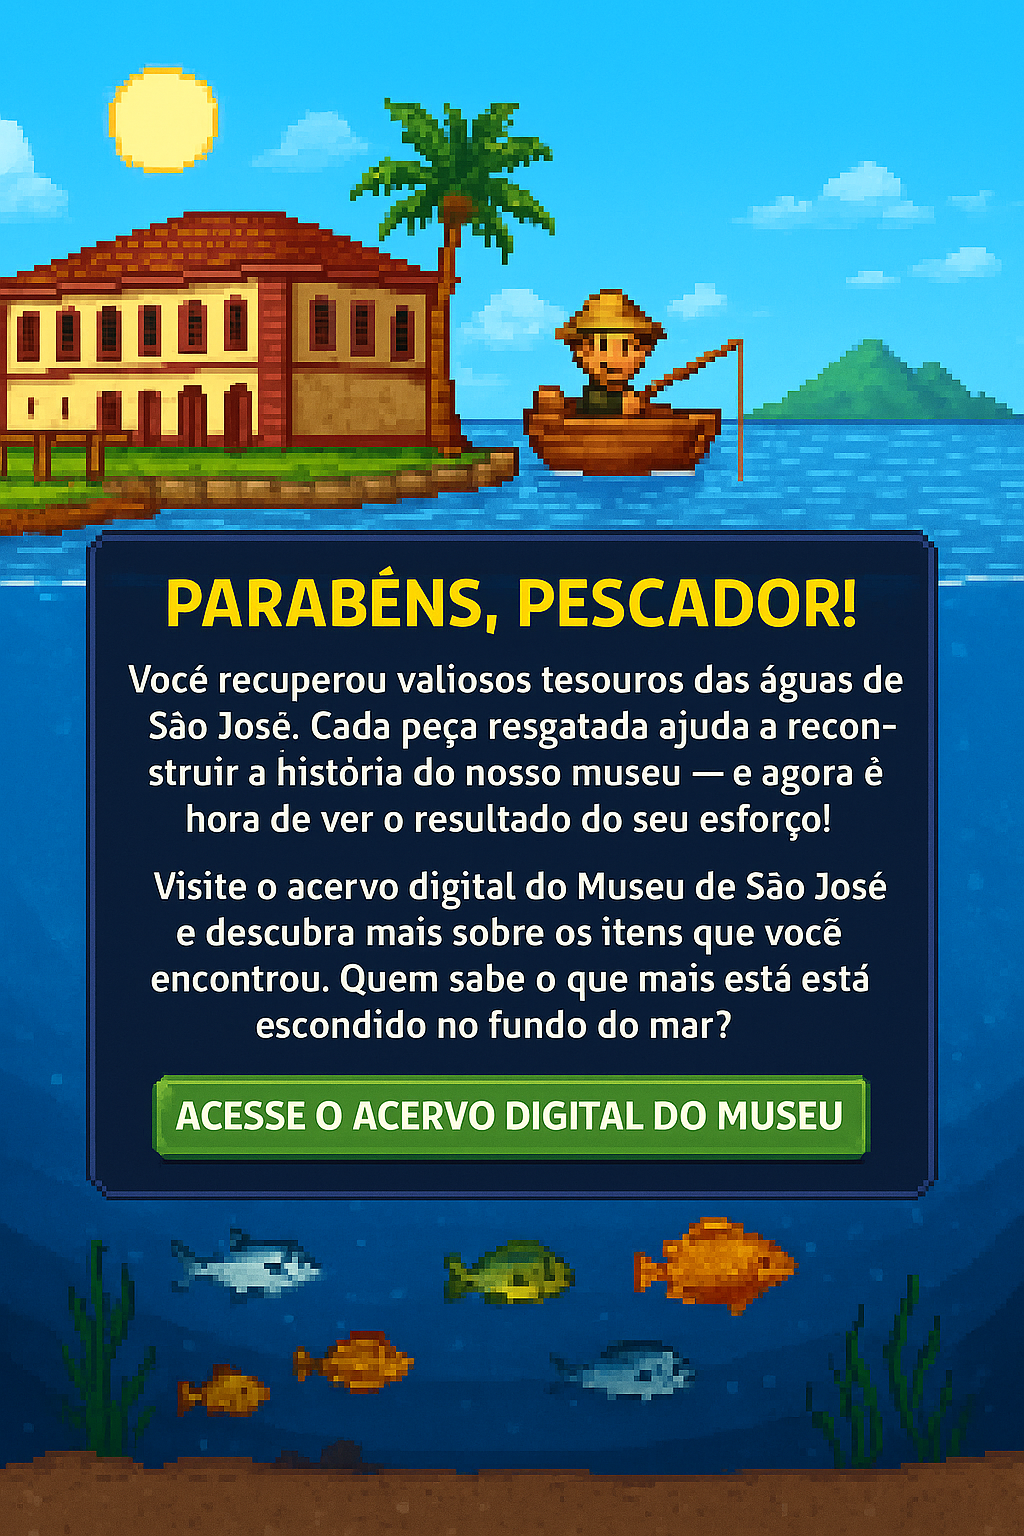 PARABÉNS, PESCADOR!
Vocé recuperou valiosos tesouros das águas de
Sâo José. Cada peça resgatada ajuda a recon-
struir a história do nosso museu — e agora é
hora de ver o resultado do seu esforço!
Visite o acervo digital do Museu de Sâo José
e descubra mais sobre os itens que você
encontrou. Quem sabe o que mais está está
escondido no fundo do mar?
ACESSE O ACERVO DIGITAL DO MUSEU